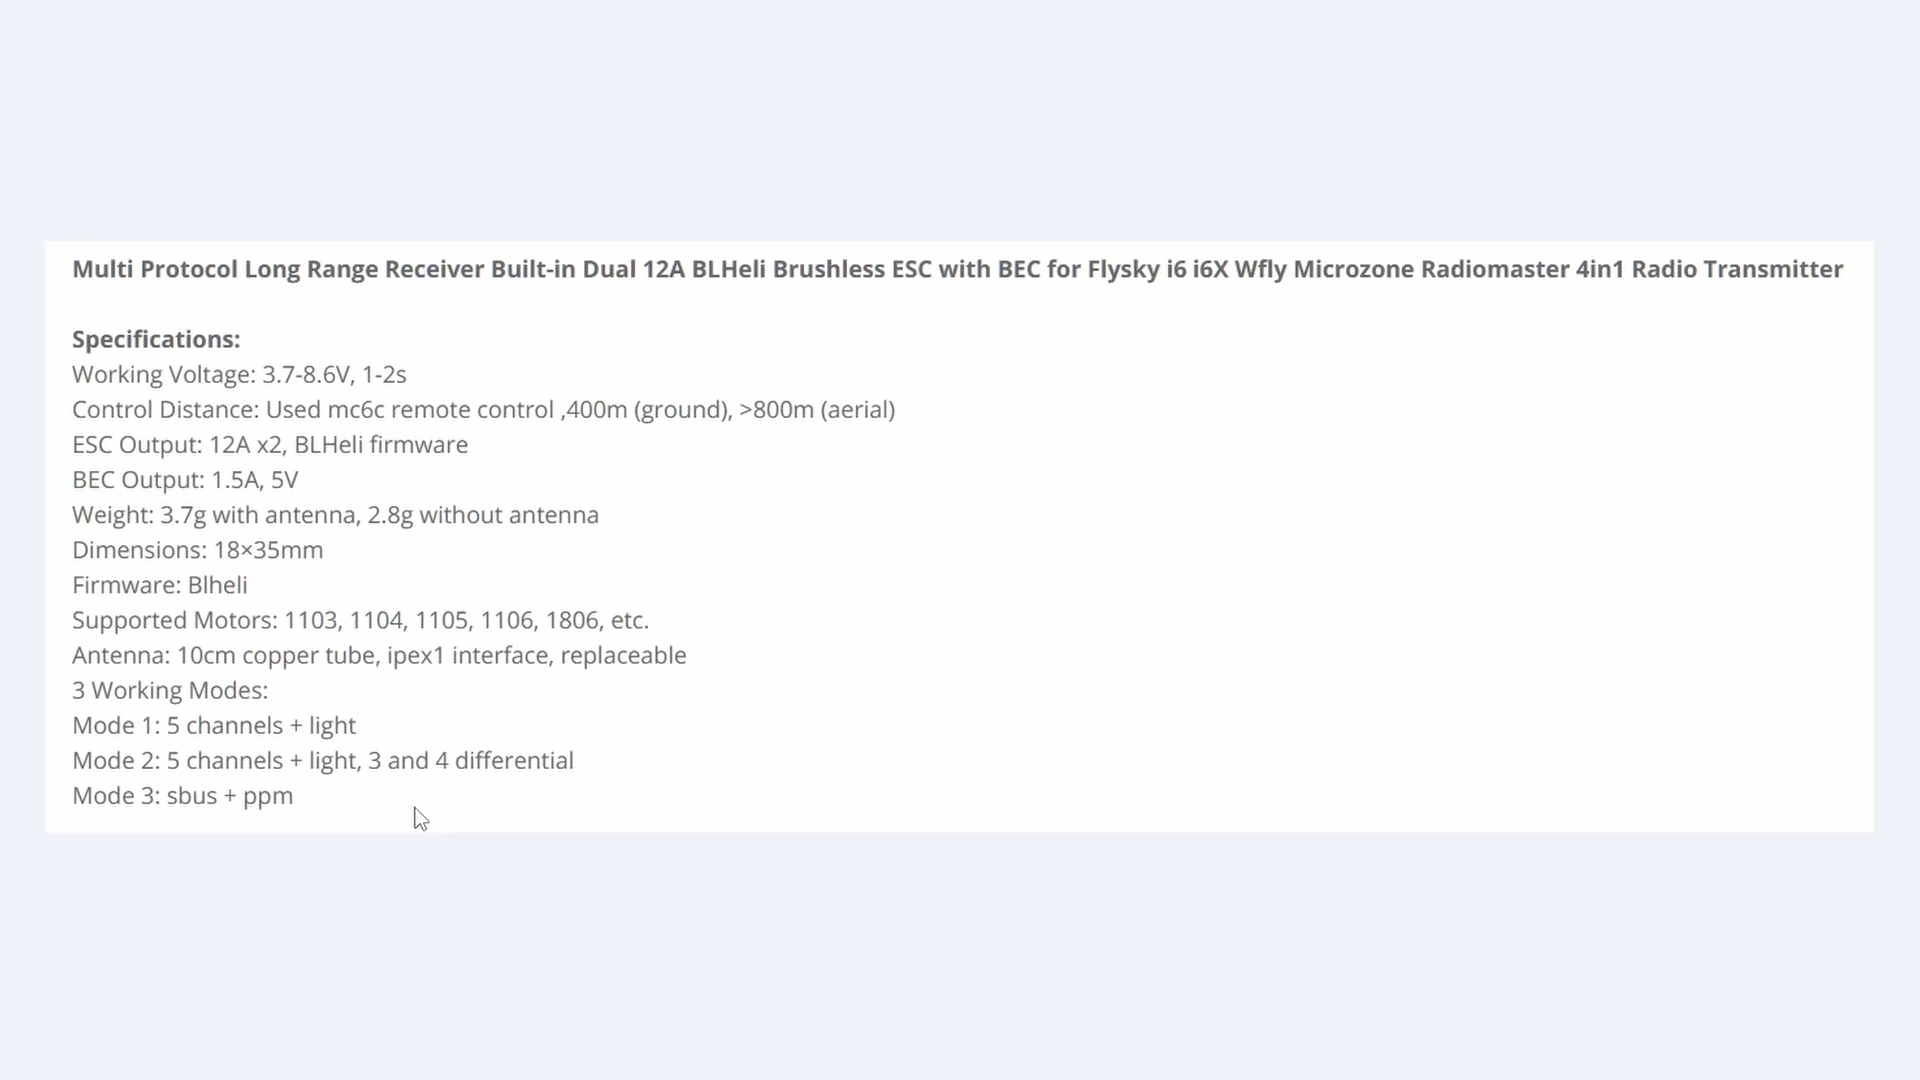 Multi Protocol Long Range Receiver Built-in Dual 12A BLHeli Brushless ESC with BEC for Flysky i6 i6X Wfly Microzone Radiomaster 4in1 Radio Transmitter
Specifications:
Working Voltage: 3.7-8.6V, 1-2s
Control Distance: Used mc6c remote control ,400m (ground), >800m (aerial)
ESC Output: 12A x2, BLHeli firmware
BEC Output: 1.5A, 5V
Weight: 3.7g with antenna, 2.8g without antenna
Dimensions: 18×35mm
Firmware: Blheli
Supported Motors: 1103, 1104, 1105, 1106, 1806, etc.
Antenna: 10cm copper tube, ipex1 interface, replaceable
3 Working Modes:
Mode 1: 5 channels + light
Mode 2: 5 channels + light, 3 and 4 differential
Mode 3: sbus + ppm